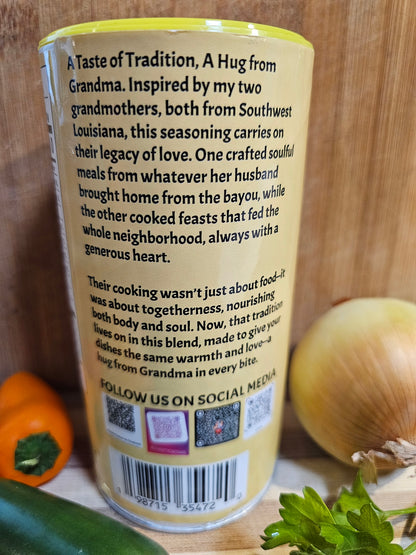 A Taste of Tradition, A Hug from
Grandma. Inspired by my two
grandmothers, both from Southwest
Louisiana, this seasoning carries on
their legacy of love. One crafted soulful
meals from whatever her husband
brought home from the bayou, while
the other cooked feasts that fed the
whole neighborhood, always with a
generous heart.
Their cooking wasn't just about food-it
was about togetherness, nourishing
both body and soul. Now, that tradition
lives on in this blend, made to give your
dishes the same warmth and love-a
hug from Grandma in every bite.
FOLLOW US ON SOCIAL MEDIA
98715 35472 0